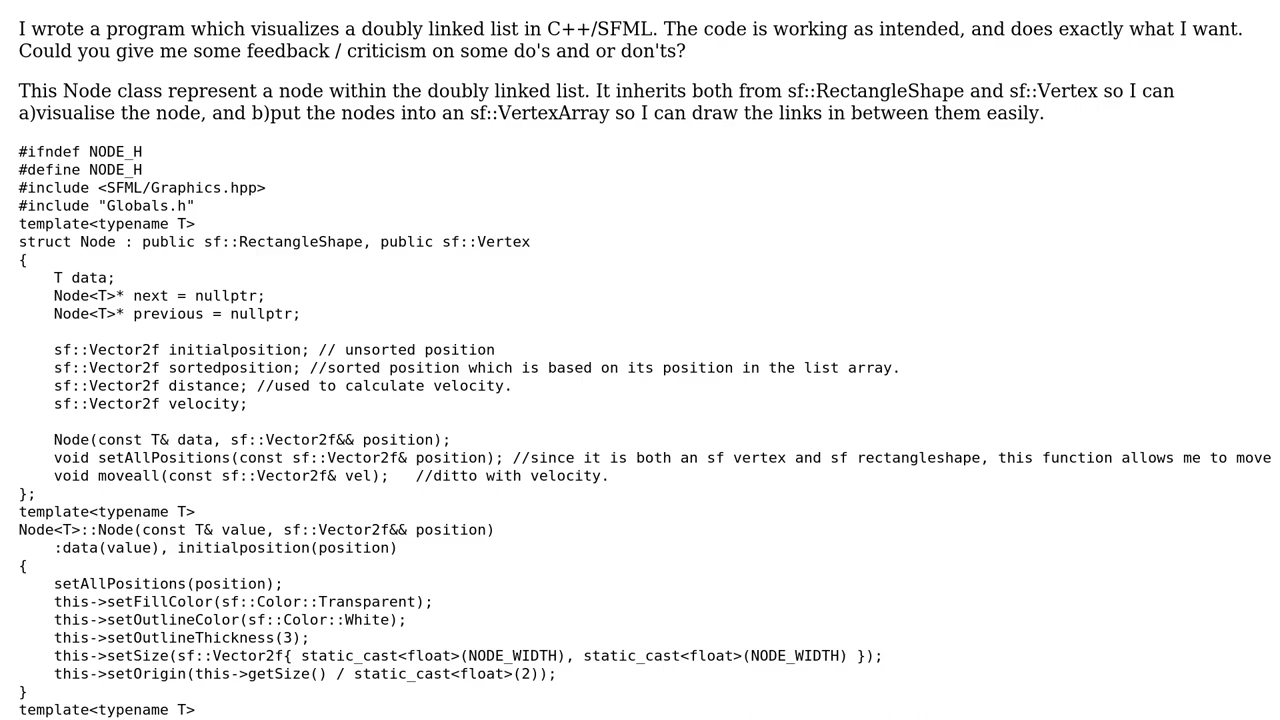 I wrote a program which visualizes a doubly linked list in C++/SFML. The code is working as intended, and does exactly what I want.
Could you give me some feedback / criticism on some do's and or don'ts?
This Node class represent a node within the doubly linked list. It inherits both from sf::RectangleShape and sf::Vertex so I can
a)visualise the node, and b)put the nodes into an sf::VertexArray so I can draw the links in between them easily.
#ifndef NODE_H
#define NODE_H
#include <SFML/Graphics.hpp>
#include "Globals.h"
template<typename T>
struct Node : public sf::RectangleShape, public sf::Vertex
{
    T data;
    Node<T>* next = nullptr;
    Node<T>* previous = nullptr;
    sf::Vector2f initialposition; // unsorted position
    sf::Vector2f sortedposition; //sorted position which is based on its position in the list array.
    sf::Vector2f distance; //used to calculate velocity.
    sf::Vector2f velocity;
    Node(const T& data, sf::Vector2f&& position);
    void setAllPositions(const sf::Vector2f& position); //since it is both an sf vertex and sf rectangleshape, this function allows me to move
    void moveall(const sf::Vector2f& vel);   //ditto with velocity.
};
template<typename T>
Node<T>::Node(const T& value, sf::Vector2f&& position)
    :data(value), initialposition(position)
{
    setAllPositions(position);
    this->setFillColor(sf::Color::Transparent);
    this->setOutlineColor(sf::Color::White);
    this->setOutlineThickness(3);
    this->setSize(sf::Vector2f{ static_cast<float>(NODE_WIDTH), static_cast<float>(NODE_WIDTH) });
    this->setOrigin(this->getSize() / static_cast<float>(2));
}
template<typename T>